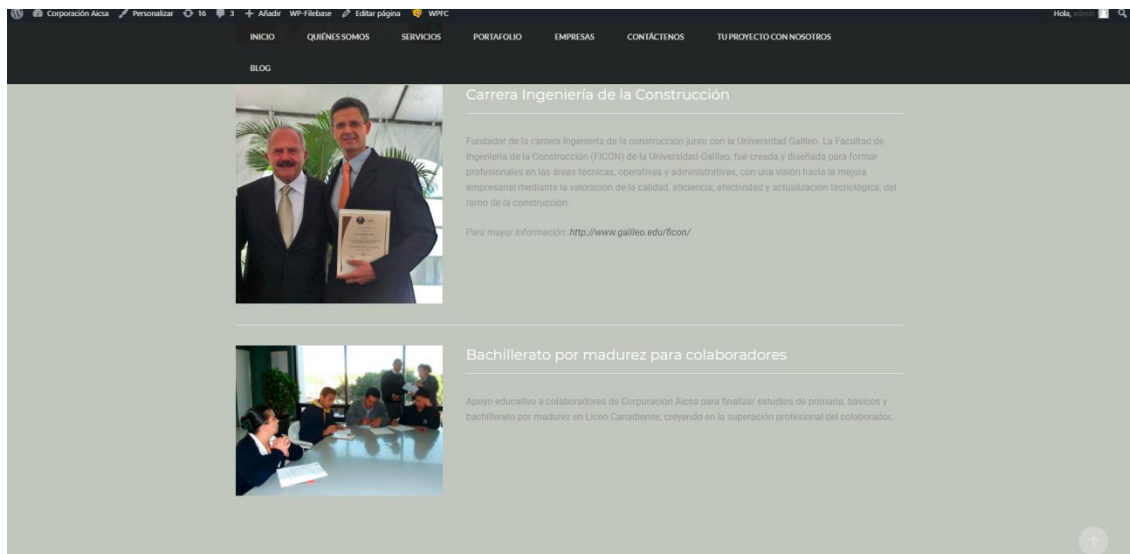 Corporación Aicsa Personalizar 16 3 + Añadir WP-Filebase Editar página WPFC Hola, admin
INICIO QUIÉNES SOMOS SERVICIOS PORTAFOLIO EMPRESAS CONTÁCTENOS TU PROYECTO CON NOSOTROS
BLOG
Carrera Ingeniería de la Construcción
Fundador de la carrera Ingeniería de la construcción junto con la Universidad Galileo. La Facultad de
Ingeniería de la Construcción (FICON) de la Universidad Galileo, fue creada y diseñada para formar
profesionales en las áreas técnicas, operativas y administrativas, con una visión hacia la mejora
empresarial mediante la valoración de la calidad, eficiencia, efectividad y actualización tecnológica, del
ramo de la construcción.
Para mayor información: http://www.galileo.edu/ficon/
Bachillerato por madurez para colaboradores
Apoyo educativo a colaboradores de Corporación Aicsa para finalizar estudios de primaria, básicos y
bachillerato por madurez en Liceo Canadiense, creyendo en la superación profesional del colaborador.